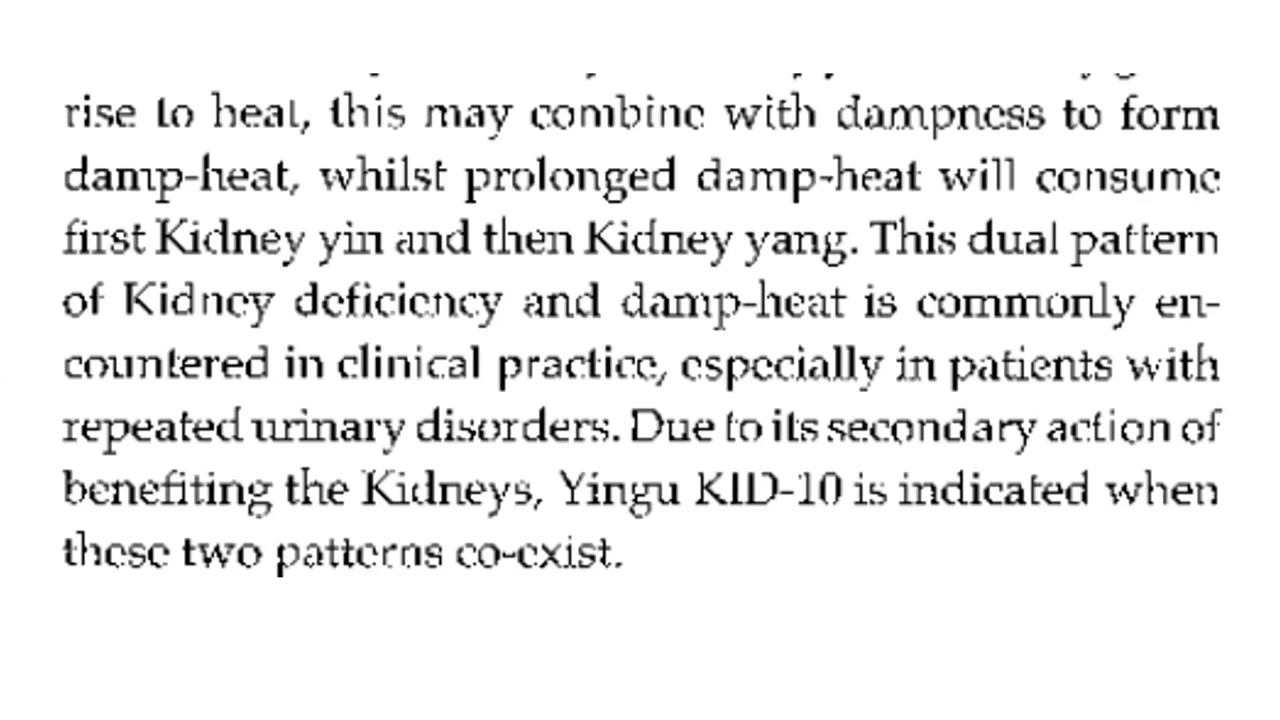 rise to heat, this may combine with dampness to form
damp-heat, whilst prolonged damp-heat will consume
first Kidney yin and then Kidney yang. This dual pattern
of Kidney deficiency and damp-heat is commonly en-
countered in clinical practice, especially in patients with
repeated urinary disorders. Due to its secondary action of
benefiting the Kidneys, Yingu KID-10 is indicated when
these two patterns co-exist.